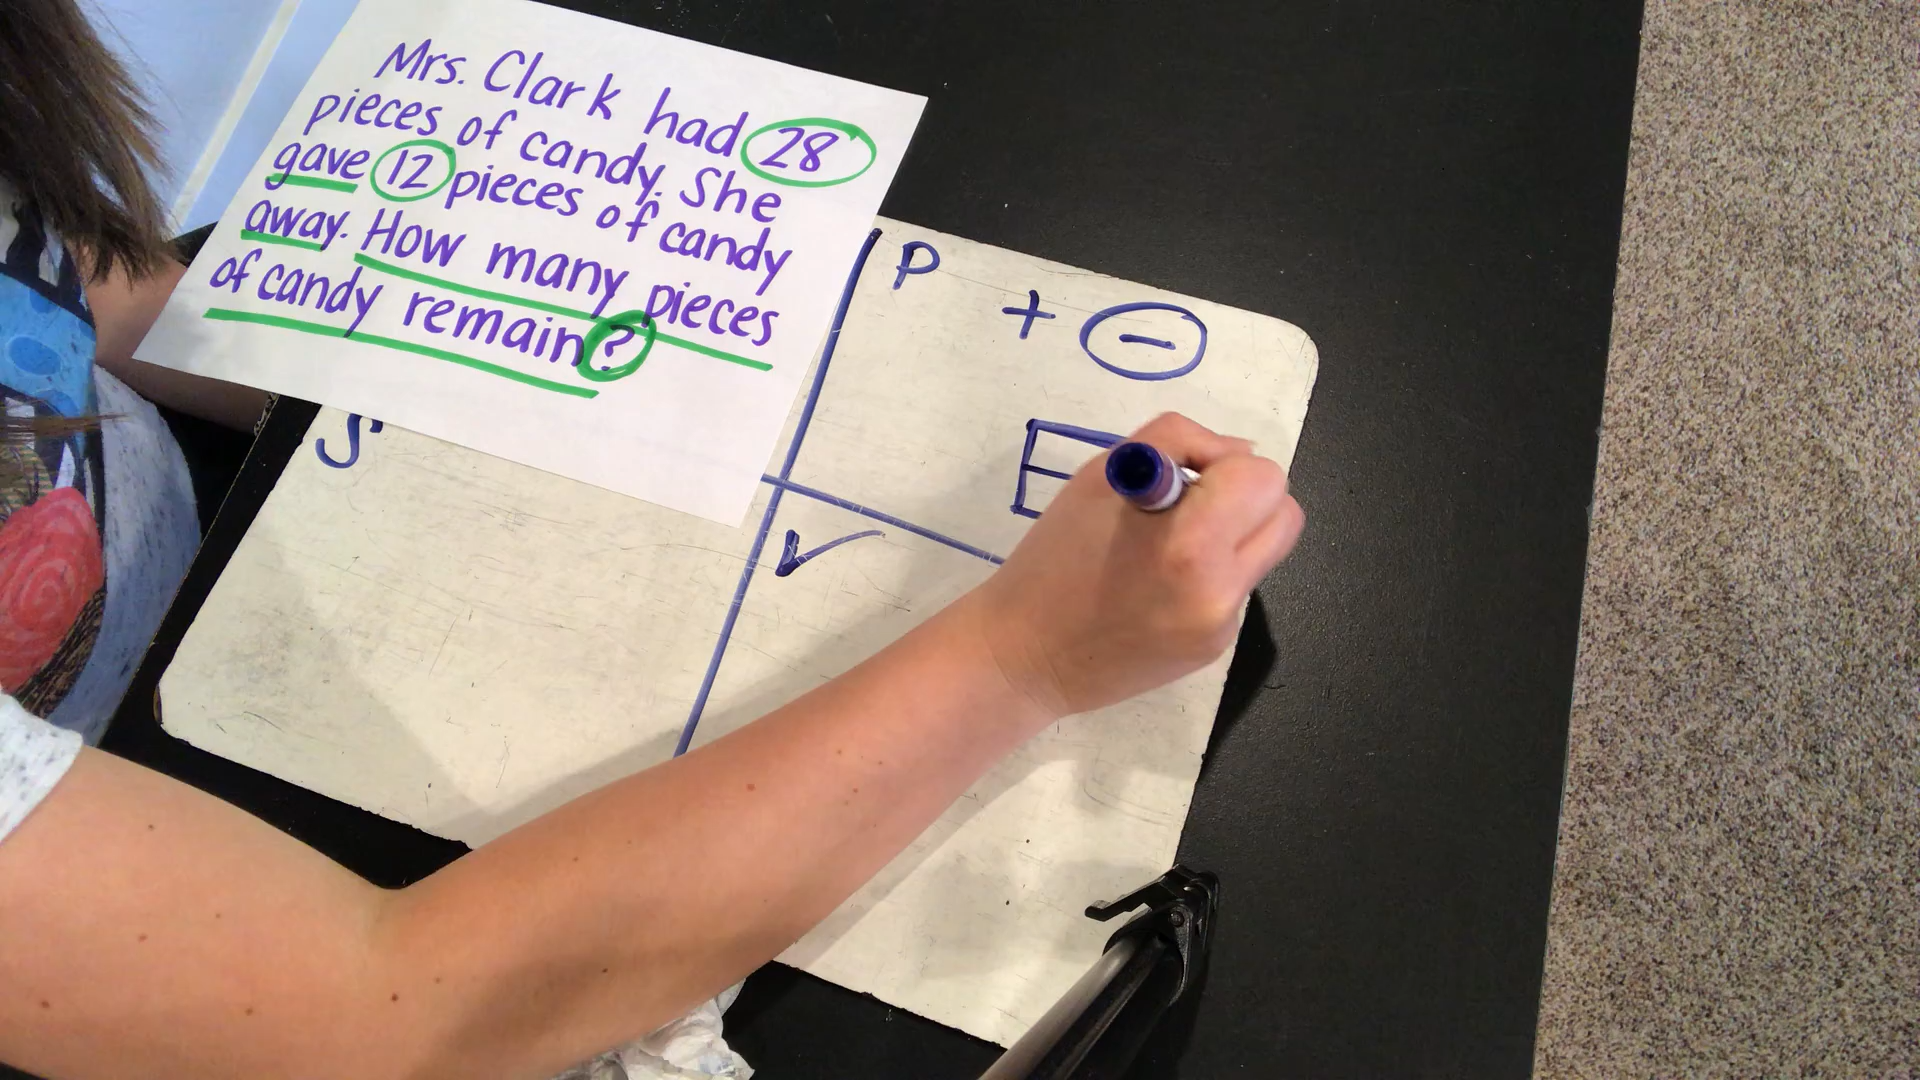 Mrs. Clark had 28
pieces of candy. She
gave 12 pieces of candy
away. How many pieces
of candy remain?
P
+ -
S
✓